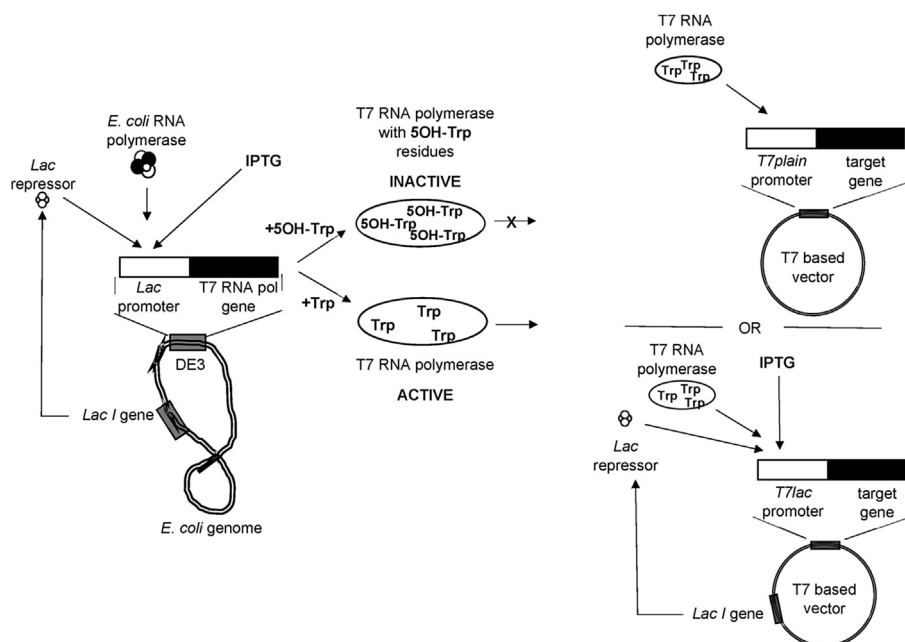 E. coli RNA
polymerase
Lac
repressor
IPTG
T7 RNA polymerase
with 5OH-Trp
residues
INACTIVE
+5OH-Trp
5OH-Trp
5OH-Trp
5OH-Trp
X
Lac
promoter
T7 RNA pol
gene
+Trp
Trp
Trp
Trp
T7 RNA polymerase
ACTIVE
DE3
Lac I gene
E. coli genome
T7 RNA
polymerase
Trp
Trp
Trp
T7plain
promoter
target
gene
T7 based
vector
OR
T7 RNA
polymerase
IPTG
Trp
Trp
Trp
Lac
repressor
T7lac
promoter
target
gene
Lac I gene
T7 based
vector